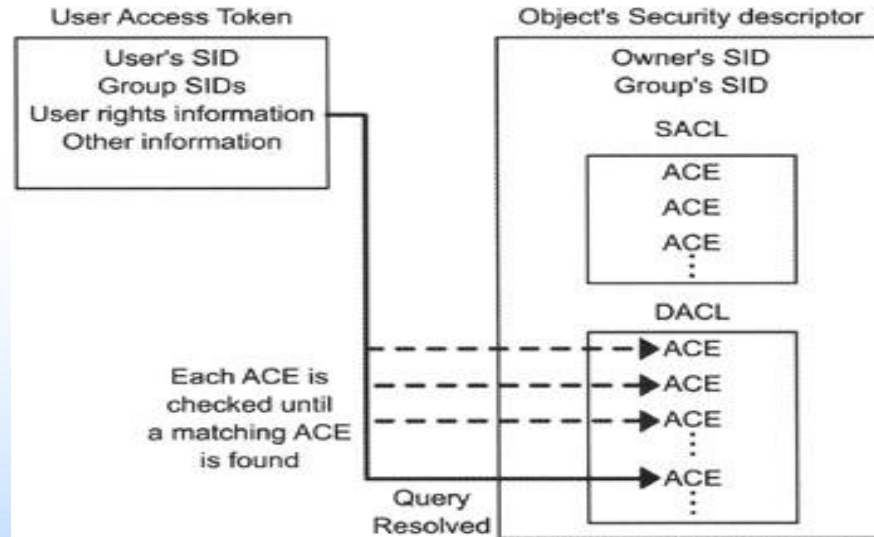 User Access Token
User's SID
Group SIDs
User rights information
Other information
Object's Security descriptor
Owner's SID
Group's SID
SACL
ACE
ACE
ACE
DACL
ACE
ACE
ACE
ACE
Each ACE is
checked until
a matching ACE
is found
Query
Resolved